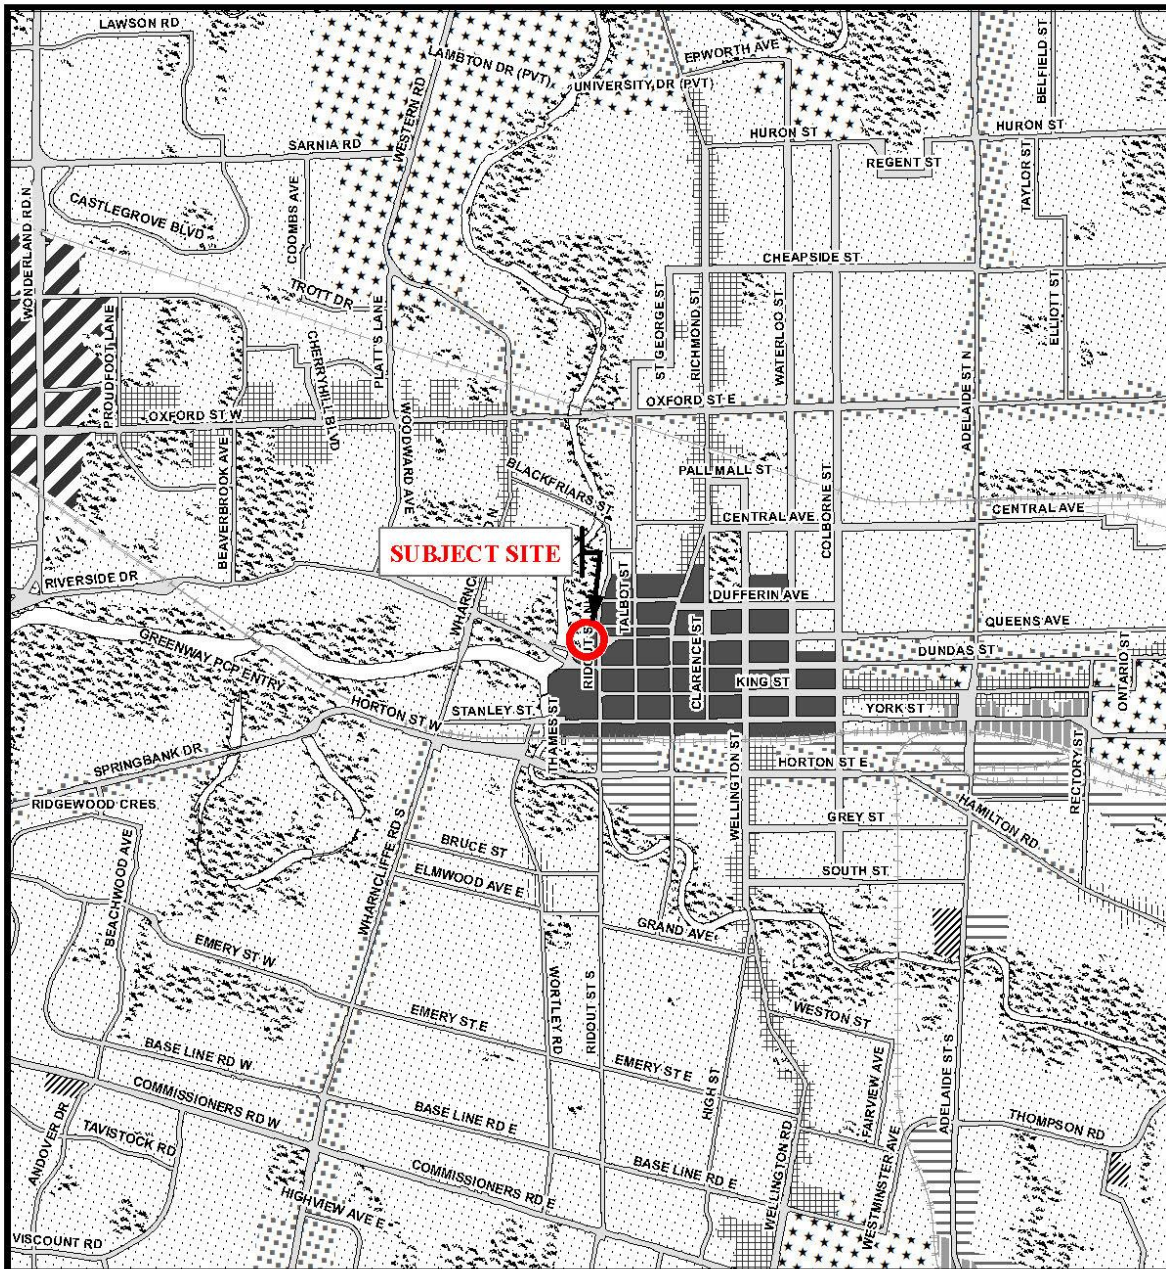 LAWSON RD
LAMBTON DR (PVT)
WESTERN RD
EPWORTH AVE
UNIVERSITY DR (PVT)
BELFIELD ST
HURON ST
HURON ST
SARNIA RD
REGENT ST
TAYLOR ST
WONDERLAND RD N
CASTLEGROVE BLVD
COOMBS AVE
CHEAPSIDE ST
TROTT DR
PLATT'S LANE
ST GEORGE ST
RICHMOND ST
WATERLOO ST
ELLIOTT ST
PROUDFOOT LANE
CHERRYHILL BLVD
ADELAIDE ST N
OXFORD ST W
OXFORD ST E
WOODWARD AVE
BEAVERBROOK AVE
BLACKFRIARS ST
PALL MALL ST
COLBORNE ST
CENTRAL AVE
CENTRAL AVE
SUBJECT SITE
RIVERSIDE DR
TALBOT ST
DUFFERIN AVE
CLARENCE ST
QUEENS AVE
DUNDAS ST
ONTARIO ST
GREENWAY PCP ENTRY
KING ST
HORTON ST W
STANLEY ST
THAMES ST
YORK ST
SPRINGBANK DR
WELLINGTON ST
HORTON ST E
RECTORY ST
RIDGEWOOD CRES
HAMILTON RD
GREY ST
BEACHWOOD AVE
WHARNCLIFFE RD S
BRUCE ST
ELMWOOD AVE E
SOUTH ST
GRAND AVE
EMERY ST W
WORTLEY RD
RIDOUT ST S
EMERY ST E
WESTON ST
BASE LINE RD W
EMERY ST E
HIGH ST
FAIRVIEW AVE
ADELAIDE ST S
COMMISSIONERS RD W
BASE LINE RD E
THOMPSON RD
ANDOVER DR
TAVISTOCK RD
COMMISSIONERS RD E
BASE LINE RD E
WELLINGTON RD
WESTMINSTER AVE
HIGHVIEW AVE E
VISCOUNT RD